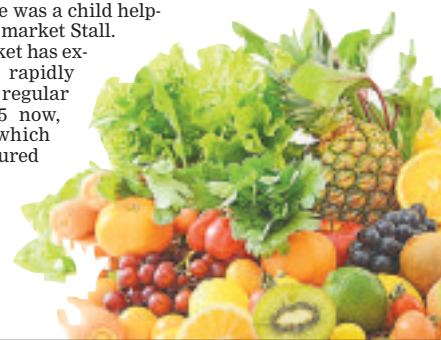 e was a child help-
market Stall.
ket has ex-
rapidly
regular
5 now,
which
ured